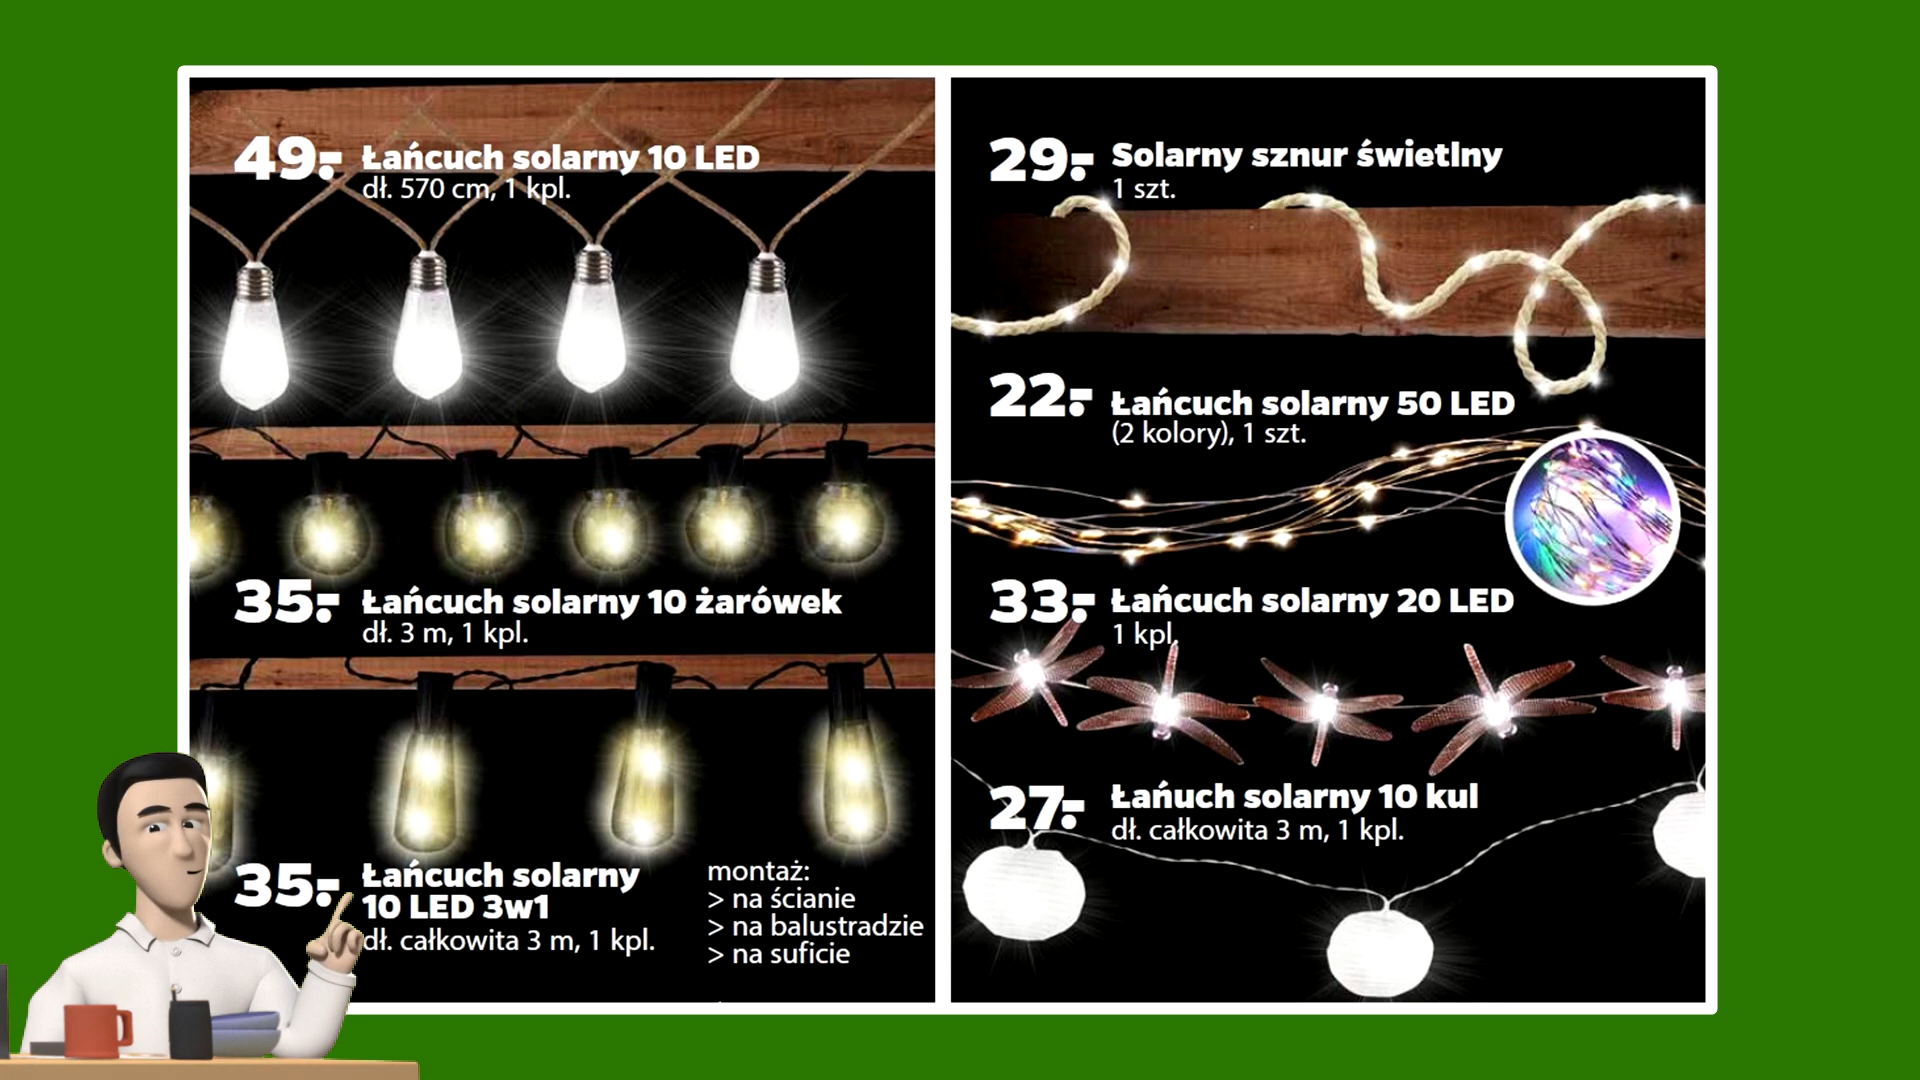 49.-
Łańcuch solarny 10 LED
dł. 570 cm, 1 kpl.
35.-
Łańcuch solarny 10 żarówek
dł. 3 m, 1 kpl.
35.-
Łańcuch solarny
10 LED 3w1
dł. całkowita 3 m, 1 kpl.
montaż:
> na ścianie
> na balustradzie
> na suficie
29.-
Solarny sznur świetlny
1 szt.
22.-
Łańcuch solarny 50 LED
(2 kolory), 1 szt.
33.-
Łańcuch solarny 20 LED
1 kpl.
27.-
Łańuch solarny 10 kul
dł. całkowita 3 m, 1 kpl.